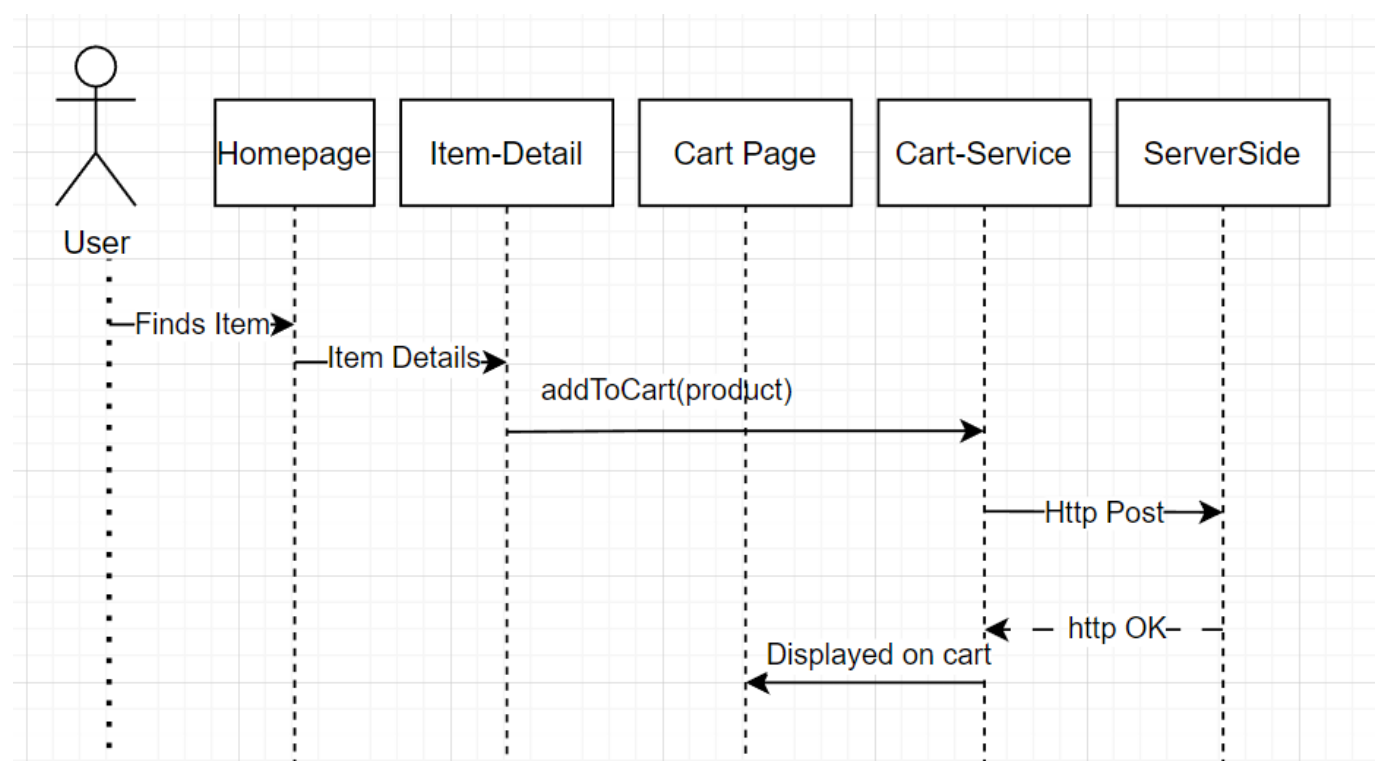 Homepage
Item-Detail
Cart Page
Cart-Service
ServerSide
User
Finds Item
Item Details
addToCart(product)
Http Post
http OK
Displayed on cart